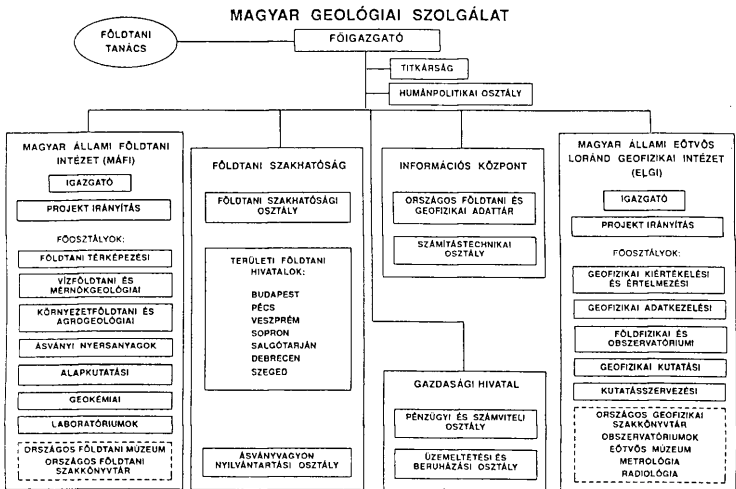 MAGYAR GEOLÓGIAI SZOLGÁLAT
FÖLDTANI
TANÁCS
FŐIGAZGATÓ
TITKÁRSÁG
HUMÁNPOLITIKAI OSZTÁLY
MAGYAR ÁLLAMI FÖLDTANI
INTÉZET (MÁFI)
IGAZGATÓ
PROJEKT IRÁNYÍTÁS
FŐOSZTÁLYOK:
FÖLDTANI TÉRKÉPEZÉSI
VÍZFÖLDTANI ÉS
MÉRNÖKGEOLÓGIAI
KÖRNYEZETFÖLDTANI ÉS
AGROGEOLÓGIAI
ÁSVÁNYI NYERSANYAGOK
ALAPKUTATÁSI
GEOKÉMIAI
LABORATÓRIUMOK
ORSZÁGOS FÖLDTANI MÚZEUM
ORSZÁGOS FÖLDTANI
SZAKKÖNYVTÁR
FÖLDTANI SZAKHATÓSÁG
FÖLDTANI SZAKHATÓSÁGI
OSZTÁLY
TERÜLETI FÖLDTANI
HIVATALOK:
BUDAPEST
PÉCS
VESZPRÉM
SOPRON
SALGÓTARJÁN
DEBRECEN
SZEGED
ÁSVÁNYVAGYON
NYILVÁNTARTÁSI OSZTÁLY
INFORMÁCIÓS KÖZPONT
ORSZÁGOS FÖLDTANI ÉS
GEOFIZIKAI ADATTÁR
SZÁMÍTÁSTECHNIKAI
OSZTÁLY
GAZDASÁGI HIVATAL
PÉNZÜGYI ÉS SZÁMVITELI
OSZTÁLY
ÜZEMELTETÉSI ÉS
BERUHÁZÁSI OSZTÁLY
MAGYAR ÁLLAMI EÖTVÖS
LORÁND GEOFIZIKAI INTÉZET
(ELGI)
IGAZGATÓ
PROJEKT IRÁNYÍTÁS
FŐOSZTÁLYOK:
GEOFIZIKAI KIÉRTÉKELÉSI
ÉS ÉRTELMEZÉSI
GEOFIZIKAI ADATKEZELÉSI
FÖLDFIZIKAI ÉS
OBSZERVATÓRIUMI
GEOFIZIKAI KUTATÁSI
KUTATÁSSZERVEZÉSI
ORSZÁGOS GEOFIZIKAI
SZAKKÖNYVTÁR
OBSZERVATÓRIUMOK
EÖTVÖS MÚZEUM
METROLÓGIA
RADIOLÓGIA